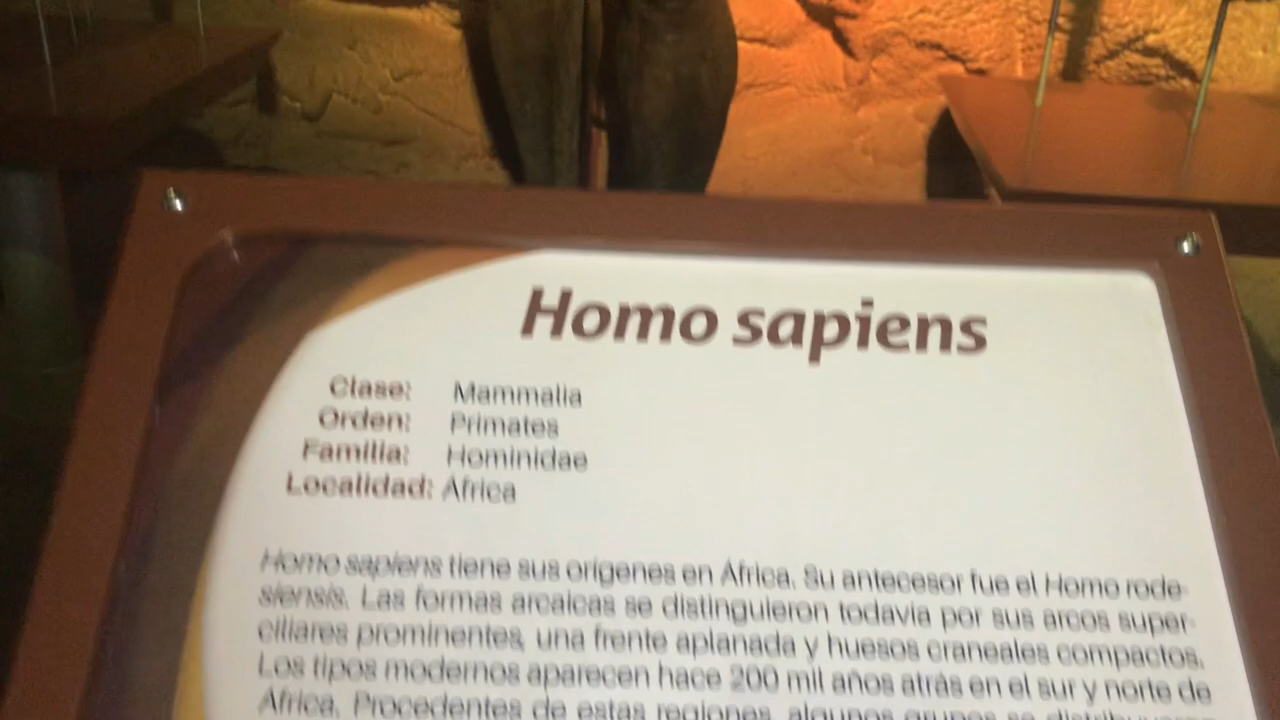 Homo sapiens
Clase: Mammalia
Orden: Primates
Familia: Hominidae
Localidad: África
Homo sapiens tiene sus orígenes en África. Su antecesor fue el Homo rode-
siensis. Las formas arcaicas se distinguieron todavía por sus arcos super-
ciliares prominentes, una frente aplanada y huesos craneales compactos.
Los tipos modernos aparecen hace 200 mil años atrás en el sur y norte de
África. Procedentes de estas regiones, algunos grupos se